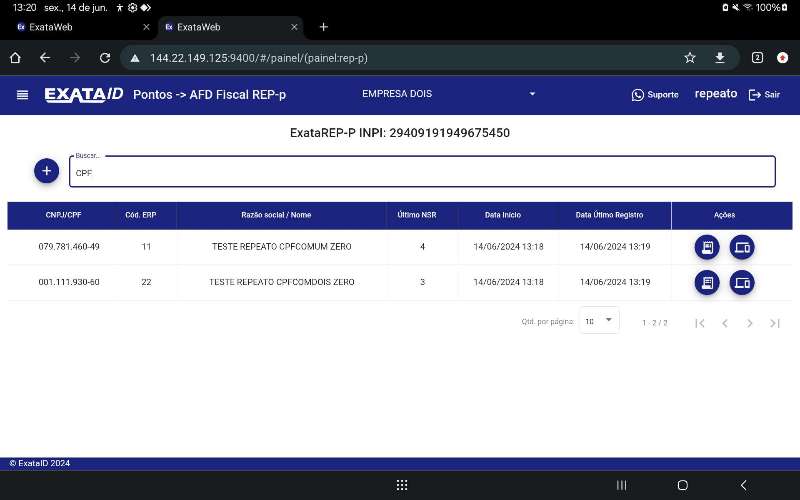 13:20 sex., 14 de jun. 100%
Ex ExataWeb Ex ExataWeb
144.22.149.125:9400/#/painel/(painel:rep-p) 2
EXATAID Pontos -> AFD Fiscal REP-p EMPRESA DOIS Suporte repeato Sair
ExataREP-P INPI: 29409191949675450
Buscar...
CPF
CNPJ/CPF Cód. ERP Razão social / Nome Último NSR Data Início Data Útimo Registro Ações
079.781.460-49 11 TESTE REPEATO CPFCOMUM ZERO 4 14/06/2024 13:18 14/06/2024 13:19
001.111.930-60 22 TESTE REPEATO CPFCOMDOIS ZERO 3 14/06/2024 13:18 14/06/2024 13:19
Qtd. por página: 10 1 - 2 / 2
© ExataID 2024